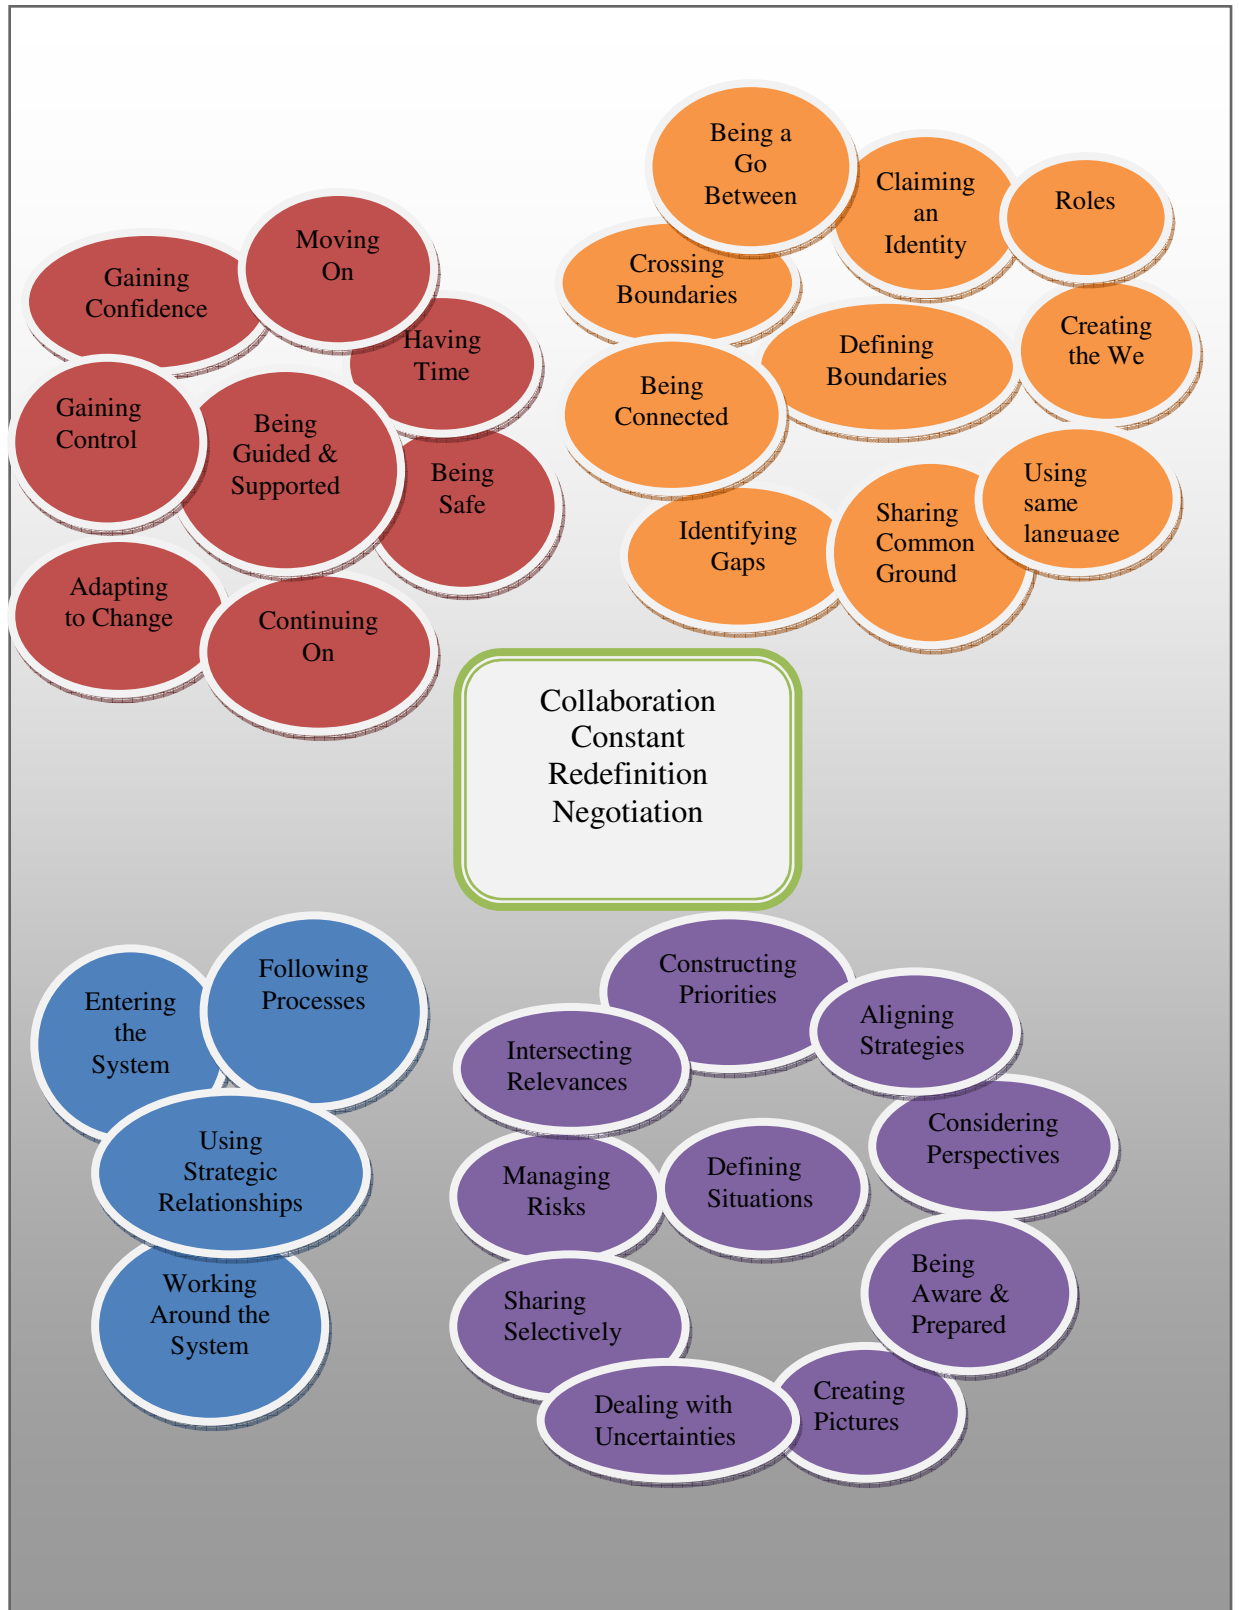 Being a
Go
Between
Claiming
an
Identity
Roles
Moving
On
Gaining
Confidence
Crossing
Boundaries
Having
Time
Defining
Boundaries
Creating
the We
Gaining
Control
Being
Guided &
Supported
Being
Connected
Being
Safe
Identifying
Gaps
Sharing
Common
Ground
Using
same
language
Adapting
to Change
Continuing
On
Collaboration
Constant
Redefinition
Negotiation
Entering
the
System
Following
Processes
Using
Strategic
Relationships
Working
Around the
System
Constructing
Priorities
Aligning
Strategies
Intersecting
Relevances
Considering
Perspectives
Managing
Risks
Defining
Situations
Being
Aware &
Prepared
Sharing
Selectively
Dealing with
Uncertainties
Creating
Pictures